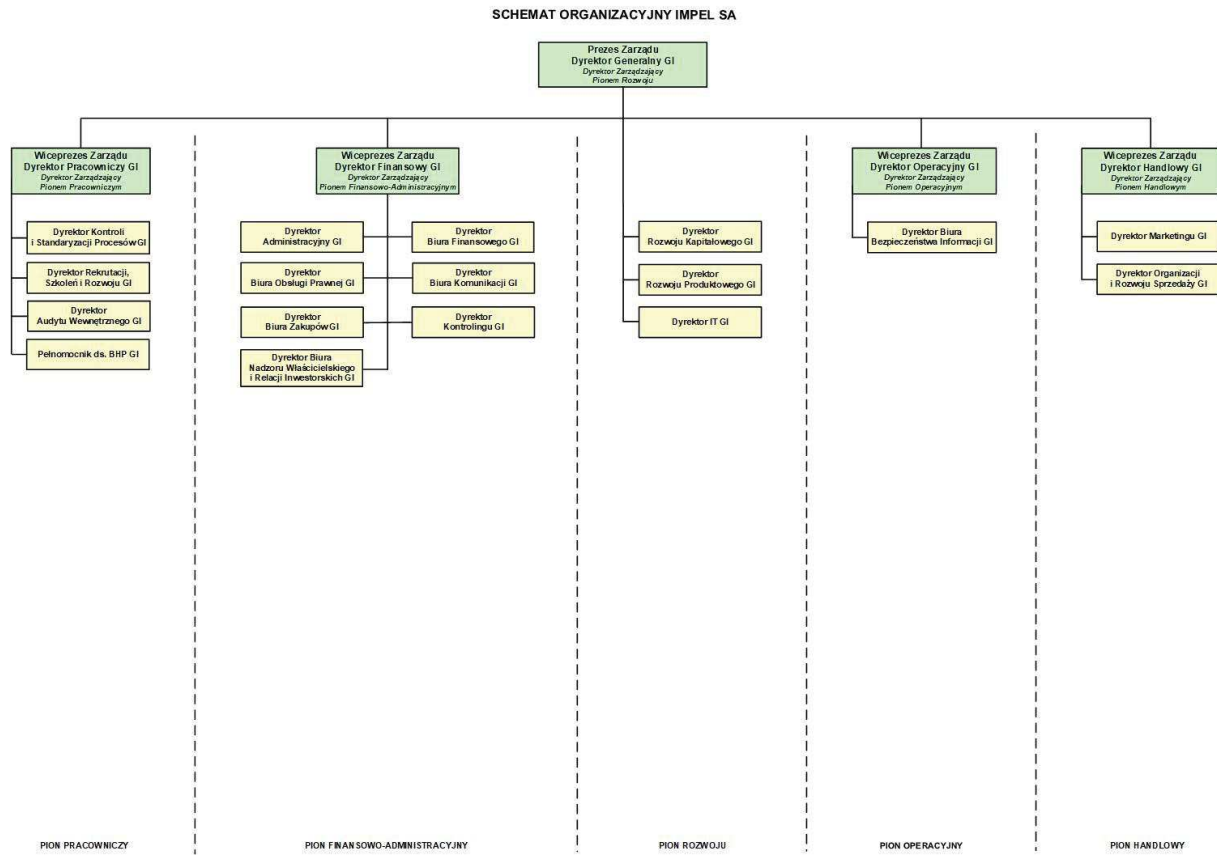 SCHEMAT ORGANIZACYJNY IMPEL SA
Prezes Zarządu
Dyrektor Generalny GI
Dyrektor Zarządzający
Pionem Rozwoju
Wiceprezes Zarządu
Dyrektor Pracowniczy GI
Dyrektor Zarządzający
Pionem Pracowniczym
Wiceprezes Zarządu
Dyrektor Finansowy GI
Dyrektor Zarządzający
Pionem Finansowo-Administracyjnym
Wiceprezes Zarządu
Dyrektor Operacyjny GI
Dyrektor Zarządzający
Pionem Operacyjnym
Wiceprezes Zarządu
Dyrektor Handlowy GI
Dyrektor Zarządzający
Pionem Handlowym
Dyrektor Kontroli
i Standaryzacji Procesów GI
Dyrektor Rekrutacji,
Szkoleń i Rozwoju GI
Dyrektor
Audytu Wewnętrznego GI
Pełnomocnik ds. BHP GI
Dyrektor
Administracyjny GI
Dyrektor
Biura Finansowego GI
Dyrektor
Biura Obsługi Prawnej GI
Dyrektor
Biura Komunikacji GI
Dyrektor
Biura Zakupów GI
Dyrektor
Kontrolingu GI
Dyrektor Biura
Nadzoru Właścicielskiego
i Relacji Inwestorskich GI
Dyrektor
Rozwoju Kapitałowego GI
Dyrektor
Rozwoju Produktowego GI
Dyrektor IT GI
Dyrektor Biura
Bezpieczeństwa Informacji GI
Dyrektor Marketingu GI
Dyrektor Organizacji
i Rozwoju Sprzedaży GI
PION PRACOWNICZY
PION FINANSOWO-ADMINISTRACYJNY
PION ROZWOJU
PION OPERACYJNY
PION HANDLOWY